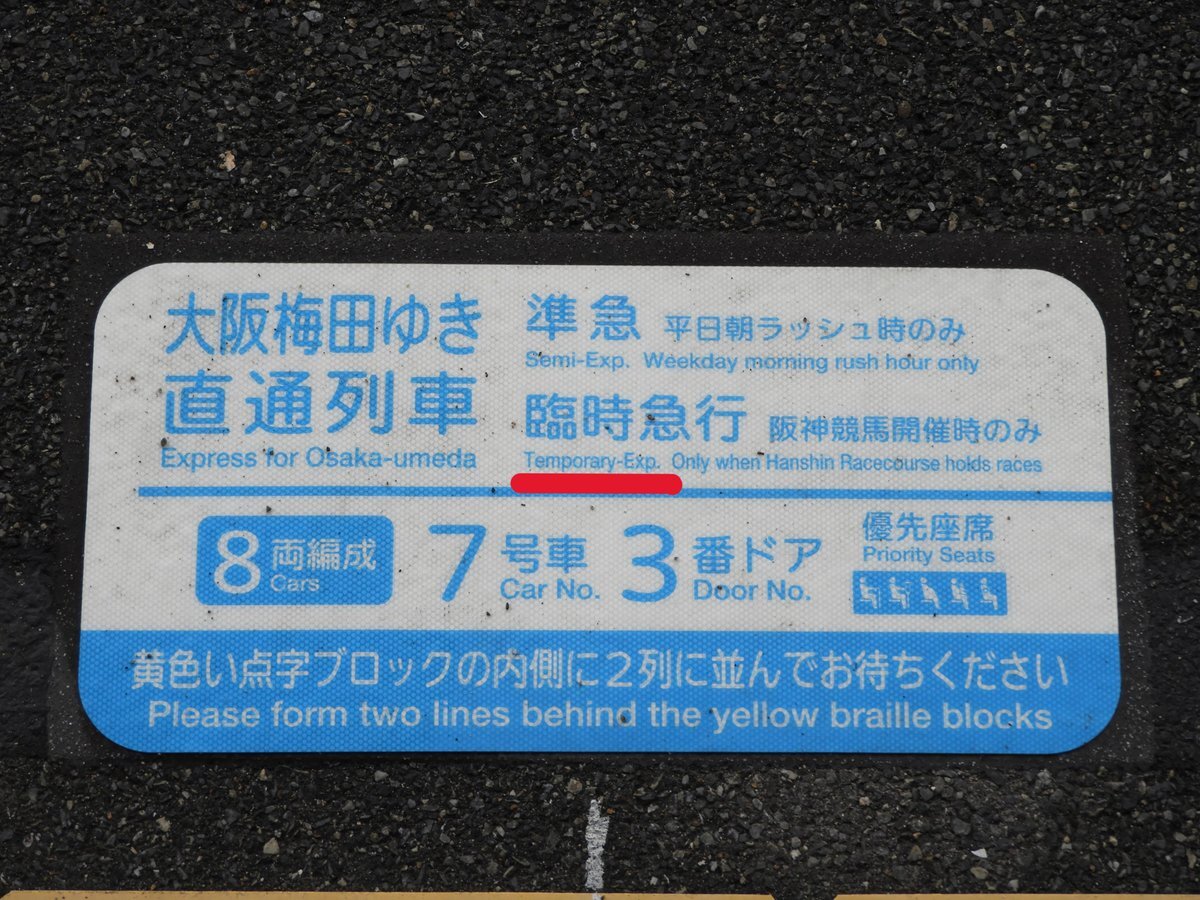 大阪梅田ゆき
直通列車
Express for Osaka-umeda
準急 平日朝ラッシュ時のみ
Semi-Exp. Weekday morning rush hour only
臨時急行 阪神競馬開催時のみ
Temporary-Exp. Only when Hanshin Racecourse holds races
8両編成
Cars
7号車
Car No.
3番ドア
Door No.
優先座席
Priority Seats
黄色い点字ブロックの内側に2列に並んでお待ちください
Please form two lines behind the yellow braille blocks